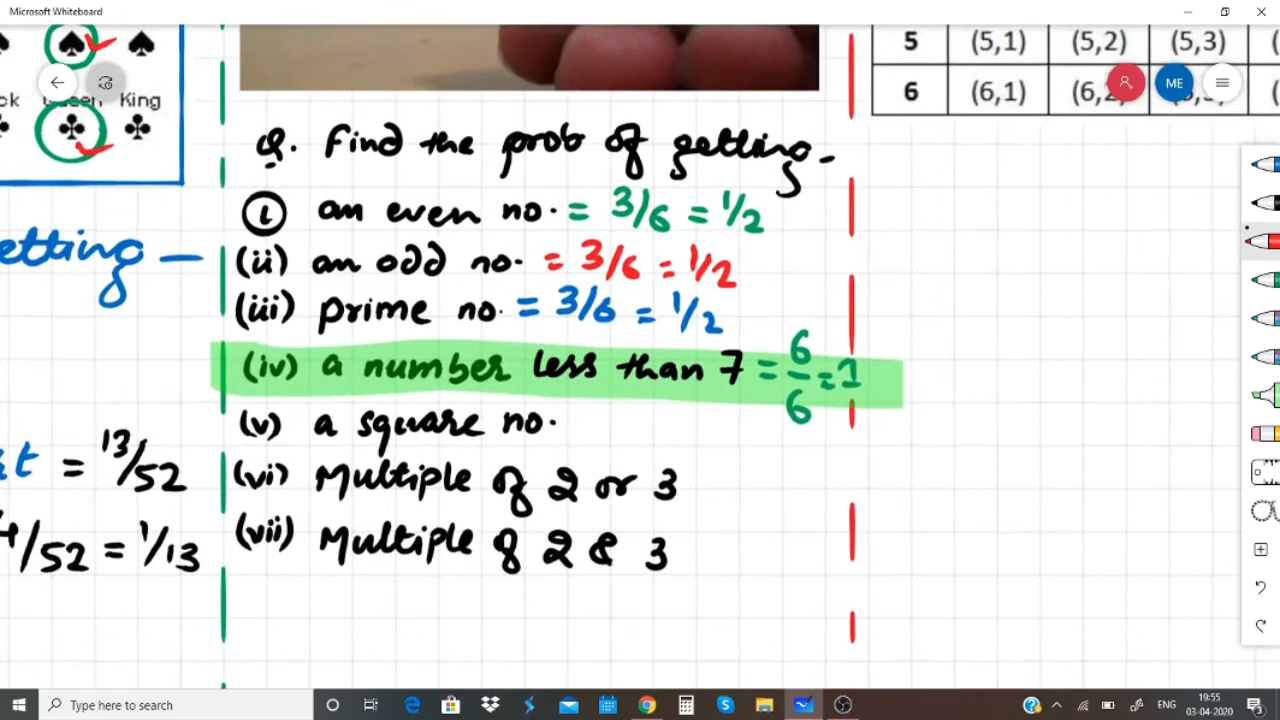 Microsoft Whiteboard
King
5 (5,1) (5,2) (5,3)
6 (6,1)
ME
etting –
13/52
/52 = 1/13
Q. Find the prob of getting -
(i) an even no. = 3/6 = 1/2
(ii) an odd no. = 3/6 = 1/2
(iii) prime no. = 3/6 = 1/2
(iv) a number less than 7 = 6/6 = 1
(v) a square no.
(vi) Multiple of 2 or 3
(vii) Multiple of 2 & 3
Type here to search
ENG
19:55
03-04-2020